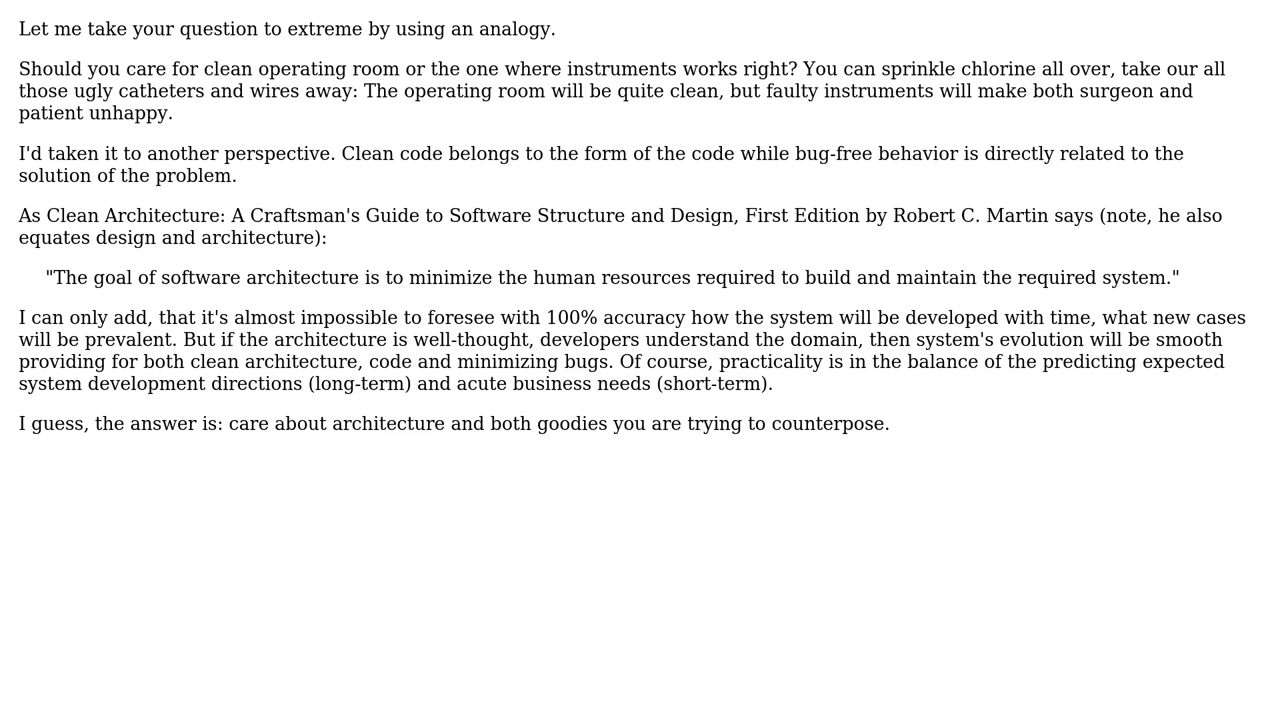 Let me take your question to extreme by using an analogy.
Should you care for clean operating room or the one where instruments works right? You can sprinkle chlorine all over, take our all
those ugly catheters and wires away: The operating room will be quite clean, but faulty instruments will make both surgeon and
patient unhappy.
I'd taken it to another perspective. Clean code belongs to the form of the code while bug-free behavior is directly related to the
solution of the problem.
As Clean Architecture: A Craftsman's Guide to Software Structure and Design, First Edition by Robert C. Martin says (note, he also
equates design and architecture):
"The goal of software architecture is to minimize the human resources required to build and maintain the required system."
I can only add, that it's almost impossible to foresee with 100% accuracy how the system will be developed with time, what new cases
will be prevalent. But if the architecture is well-thought, developers understand the domain, then system's evolution will be smooth
providing for both clean architecture, code and minimizing bugs. Of course, practicality is in the balance of the predicting expected
system development directions (long-term) and acute business needs (short-term).
I guess, the answer is: care about architecture and both goodies you are trying to counterpose.